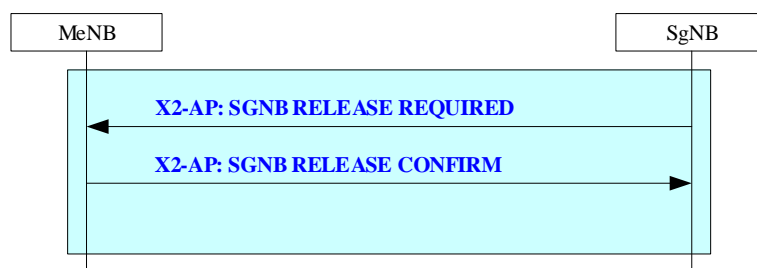 MeNB
SgNB
X2-AP: SGNB RELEASE REQUIRED
X2-AP: SGNB RELEASE CONFIRM